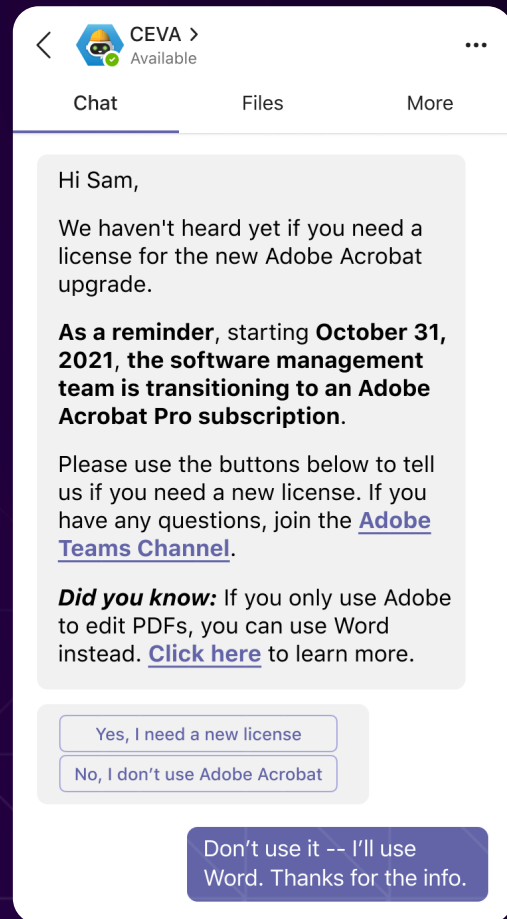 CEVA
Available
Chat
Files
More
Hi Sam,
We haven't heard yet if you need a
license for the new Adobe Acrobat
upgrade.
As a reminder, starting October 31,
2021, the software management
team is transitioning to an Adobe
Acrobat Pro subscription.
Please use the buttons below to tell
us if you need a new license. If you
have any questions, join the Adobe
Teams Channel.
Did you know: If you only use Adobe
to edit PDFs, you can use Word
instead. Click here to learn more.
Yes, I need a new license
No, I don’t use Adobe Acrobat
Don’t use it -- I’ll use
Word. Thanks for the info.